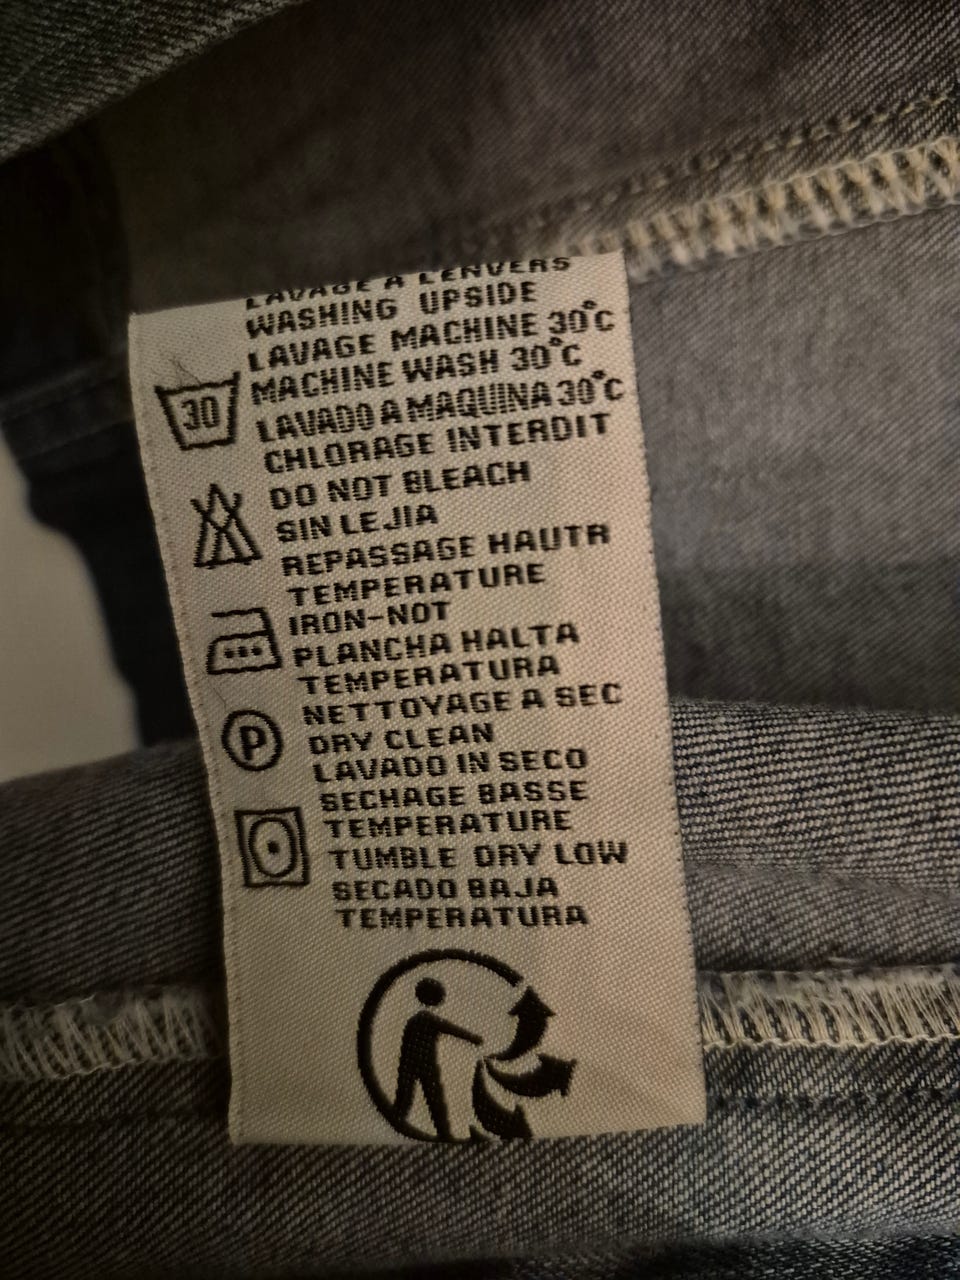 LAVAGE A LENVERS
WASHING UPSIDE
LAVAGE MACHINE 30°C
MACHINE WASH 30°C
30
LAVADO A MAQUINA 30°C
CHLORAGE INTERDIT
DO NOT BLEACH
SIN LEJIA
REPASSAGE HAUTR
TEMPERATURE
IRON-NOT
PLANCHA HALTA
TEMPERATURA
NETTOYAGE A SEC
P
DRY CLEAN
LAVADO IN SECO
SECHAGE BASSE
TEMPERATURE
TUMBLE DRY LOW
SECADO BAJA
TEMPERATURA